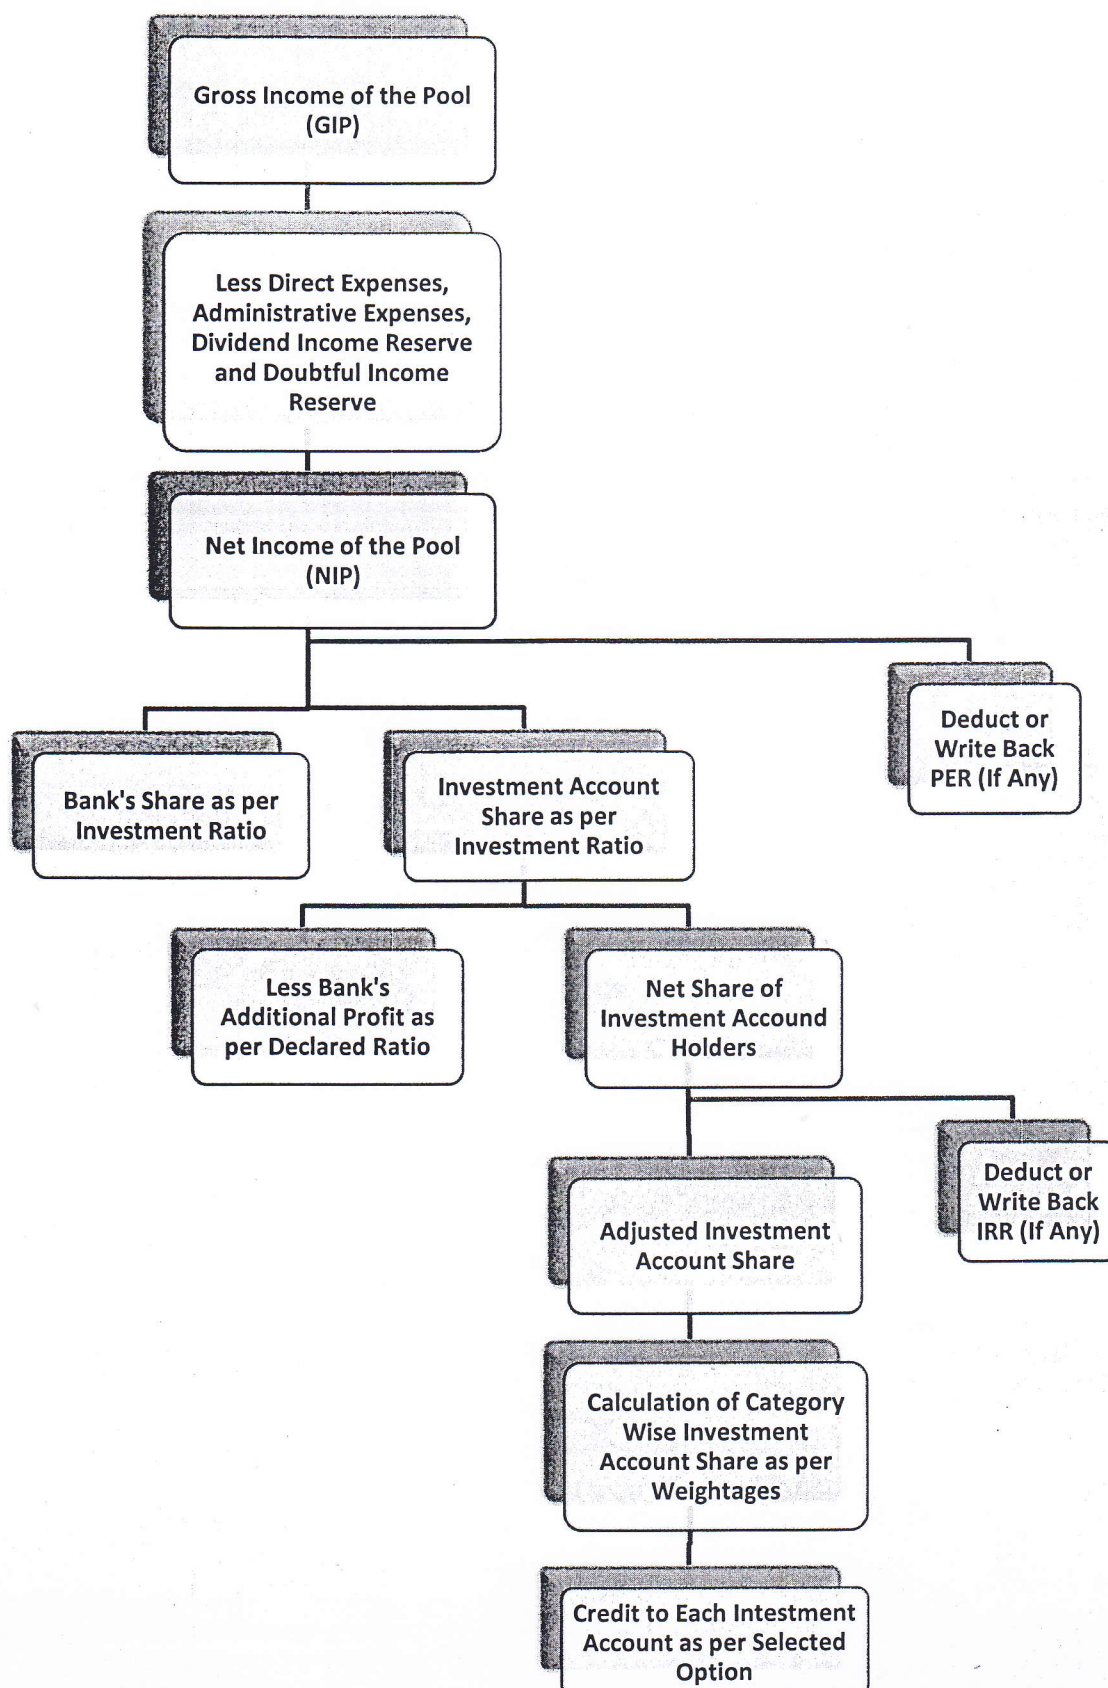 Gross Income of the Pool
(GIP)
Less Direct Expenses,
Administrative Expenses,
Dividend Income Reserve
and Doubtful Income
Reserve
Net Income of the Pool
(NIP)
Deduct or
Write Back
PER (If Any)
Bank's Share as per
Investment Ratio
Investment Account
Share as per
Investment Ratio
Less Bank's
Additional Profit as
per Declared Ratio
Net Share of
Investment Accound
Holders
Deduct or
Write Back
IRR (If Any)
Adjusted Investment
Account Share
Calculation of Category
Wise Investment
Account Share as per
Weightages
Credit to Each Intestment
Account as per Selected
Option